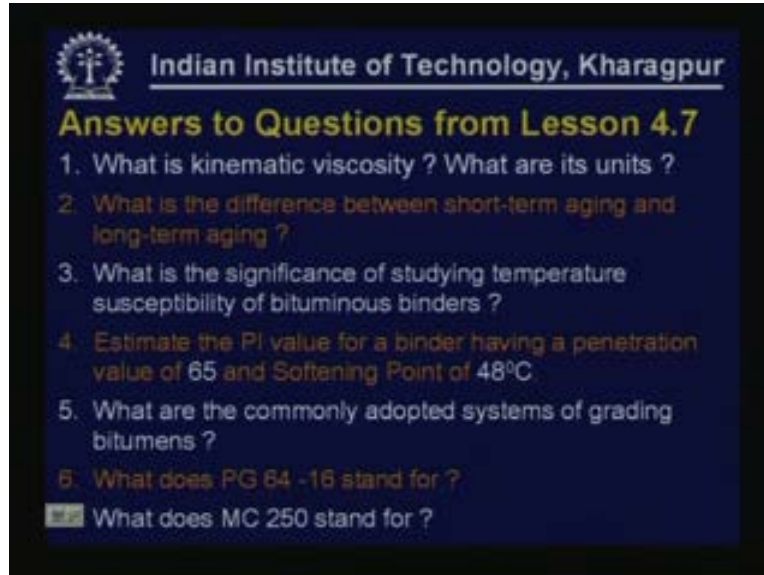 Indian Institute of Technology, Kharagpur
Answers to Questions from Lesson 4.7
1. What is kinematic viscosity ? What are its units ?
2. What is the difference between short-term aging and
long-term aging ?
3. What is the significance of studying temperature
susceptibility of bituminous binders ?
4. Estimate the PI value for a binder having a penetration
value of 65 and Softening Point of 48⁰C
5. What are the commonly adopted systems of grading
bitumens ?
6. What does PG 64 -16 stand for ?
What does MC 250 stand for ?